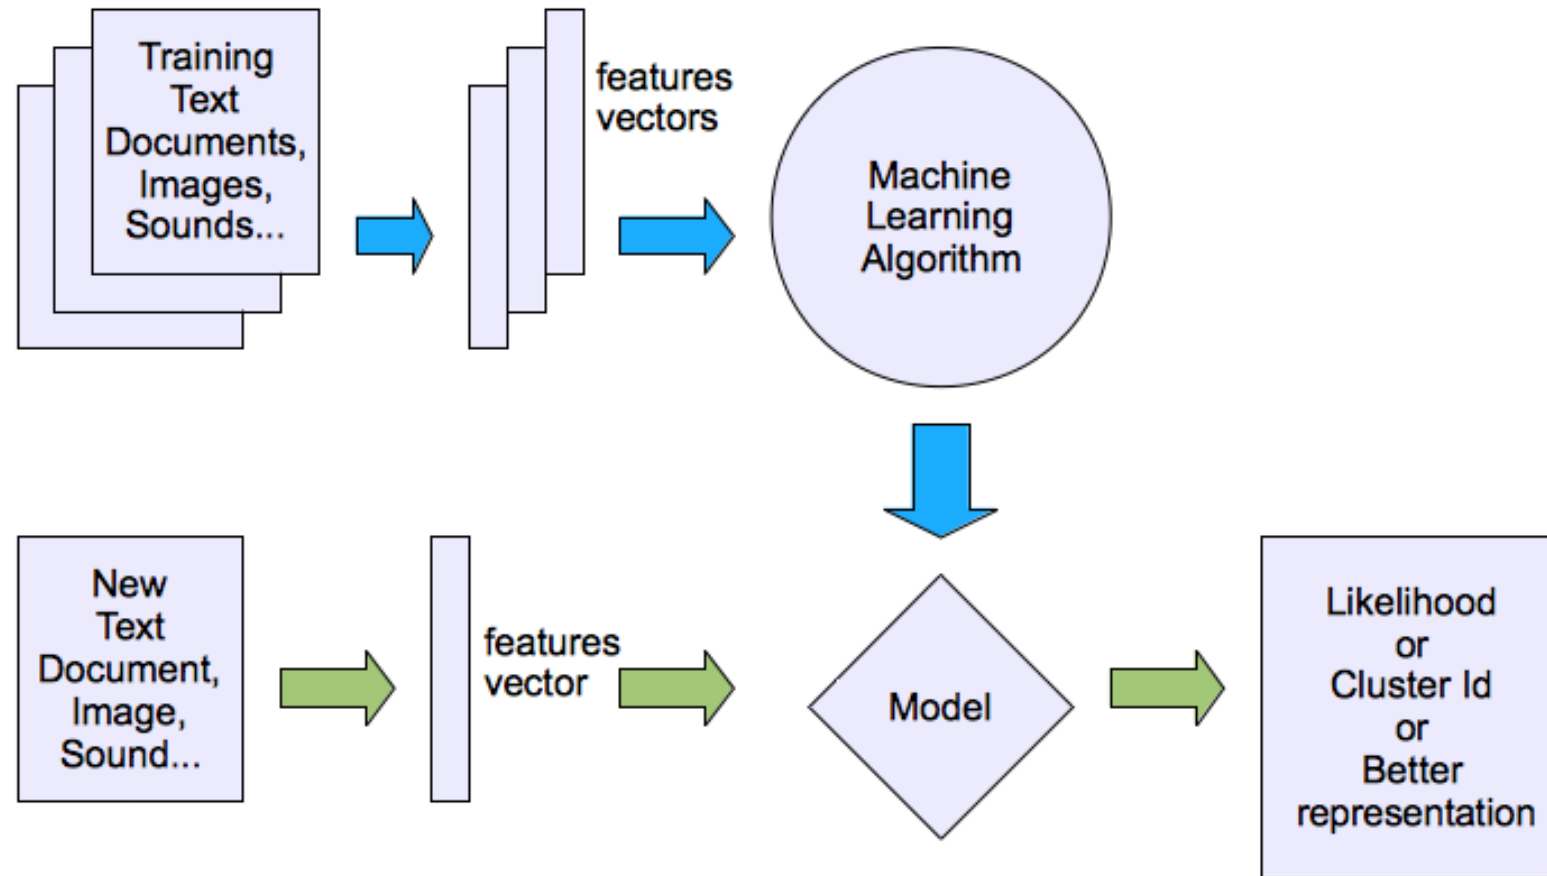 Training
Text
Documents,
Images,
Sounds...
features
vectors
Machine
Learning
Algorithm
New
Text
Document,
Image,
Sound...
features
vector
Model
Likelihood
or
Cluster Id
or
Better
representation